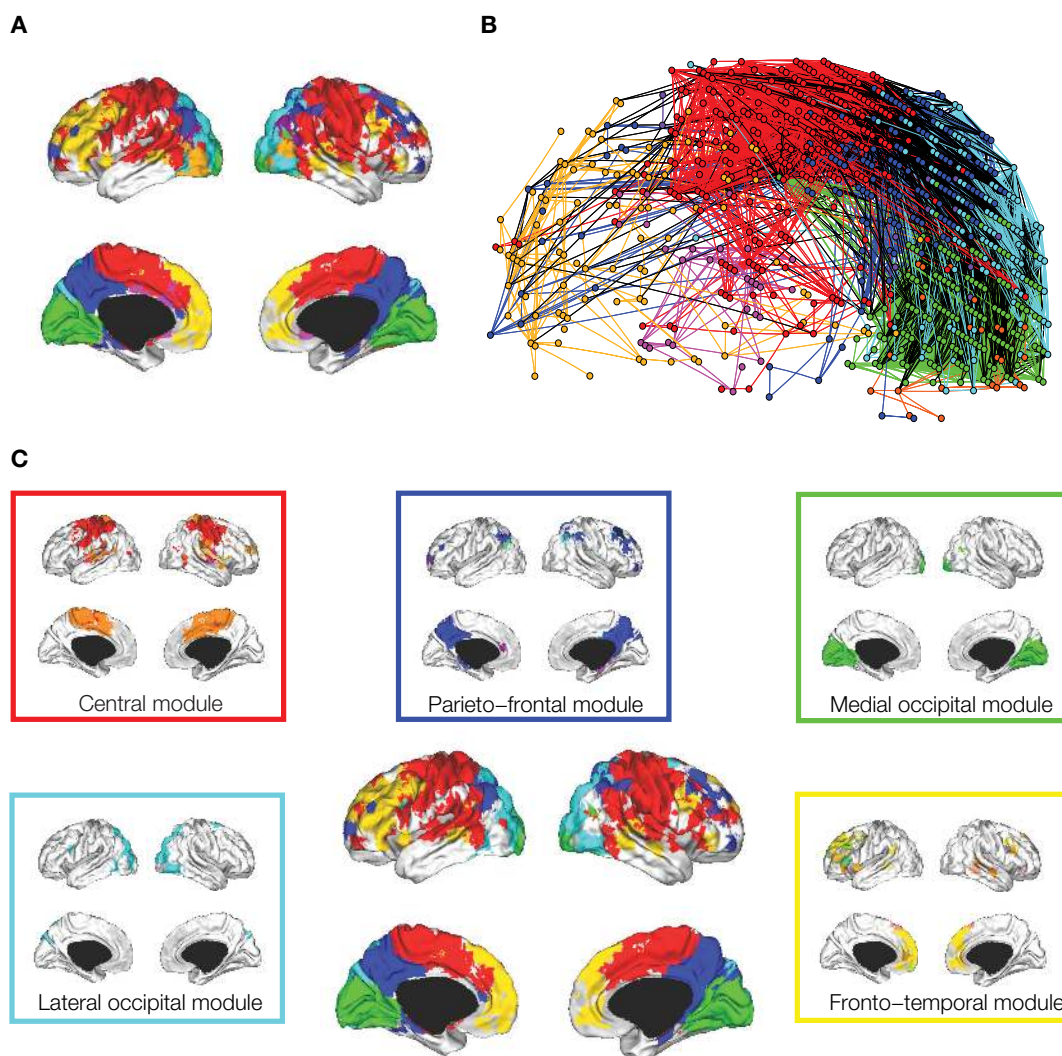 A
B
C
Central module
Parieto–frontal module
Medial occipital module
Lateral occipital module
Fronto–temporal module